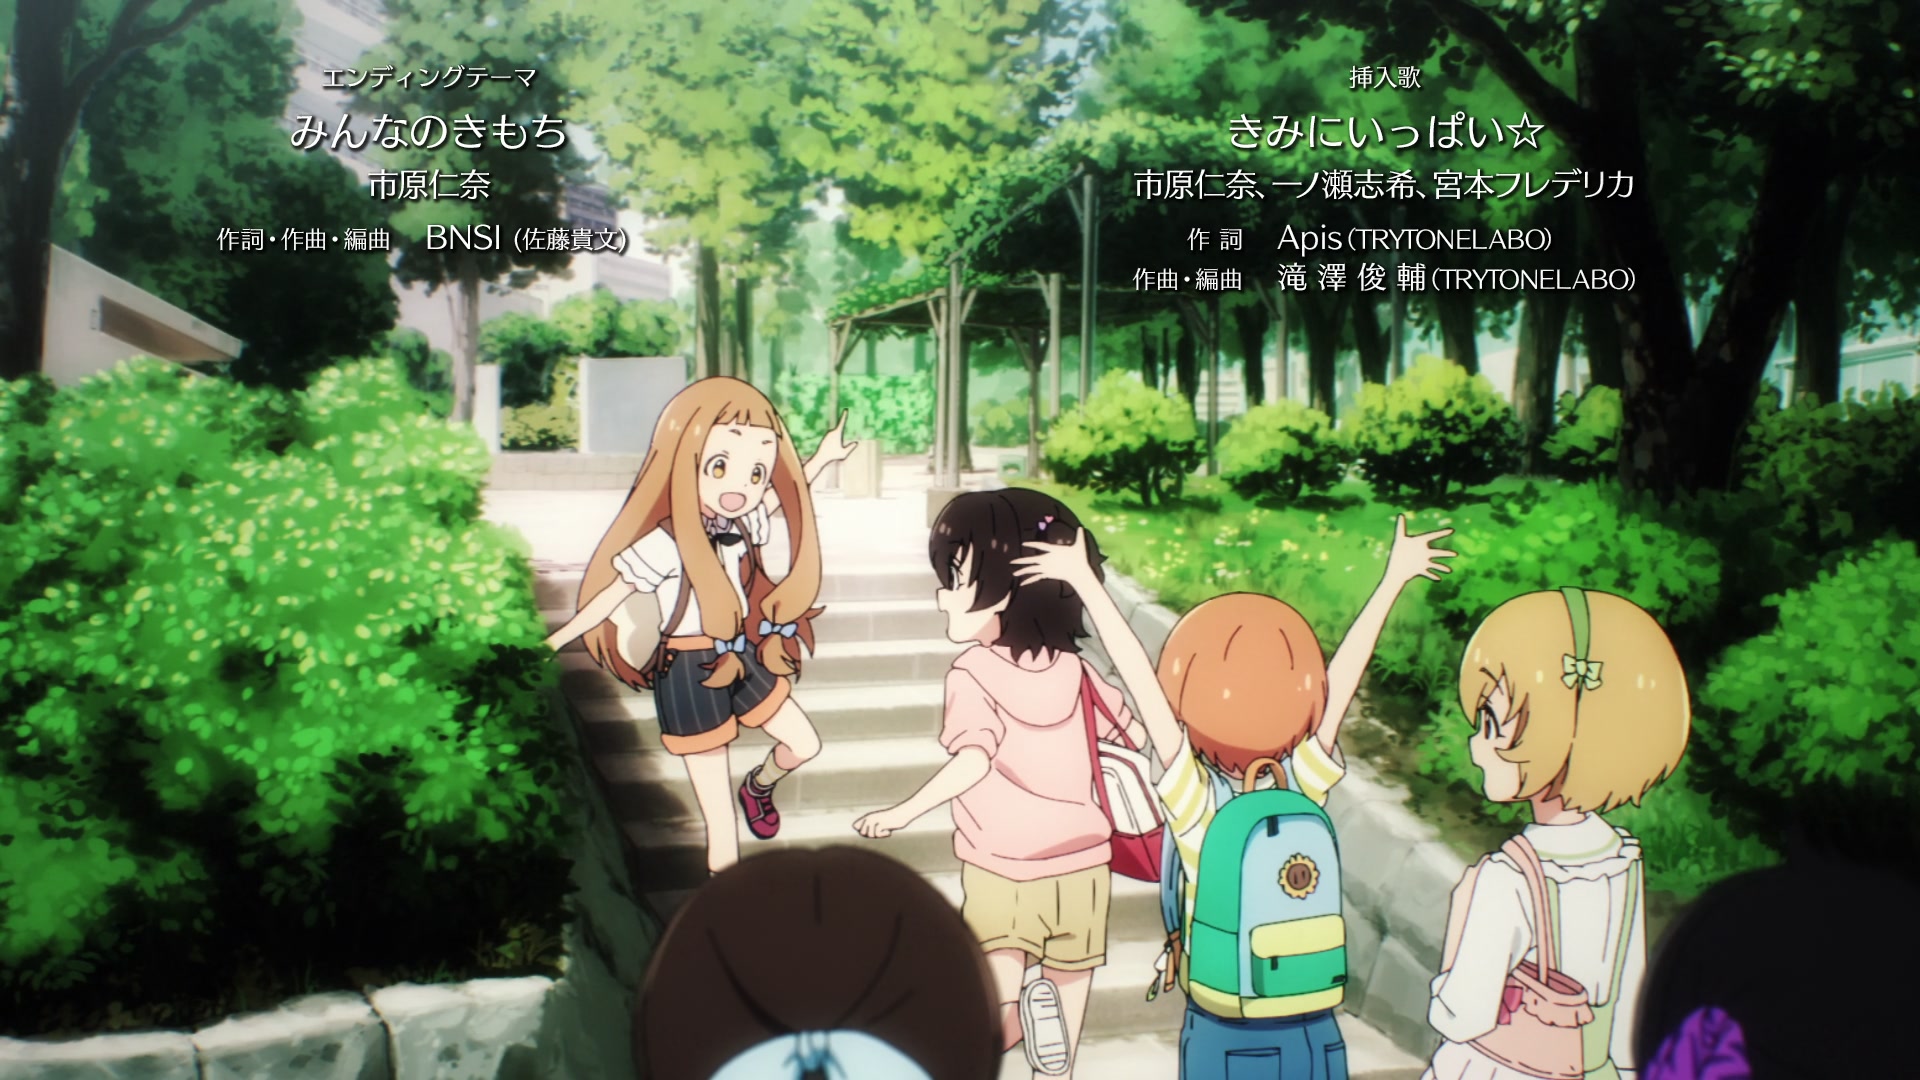 エンディングテーマ
みんなのきもち
市原仁奈
作詞・作曲・編曲 BNSI (佐藤貴文)
挿入歌
きみにいっぱい☆
市原仁奈、一ノ瀬志希、宮本フレデリカ
作 詞 Apis(TRYTONELABO)
作曲・編曲 滝 澤 俊 輔(TRYTONELABO)